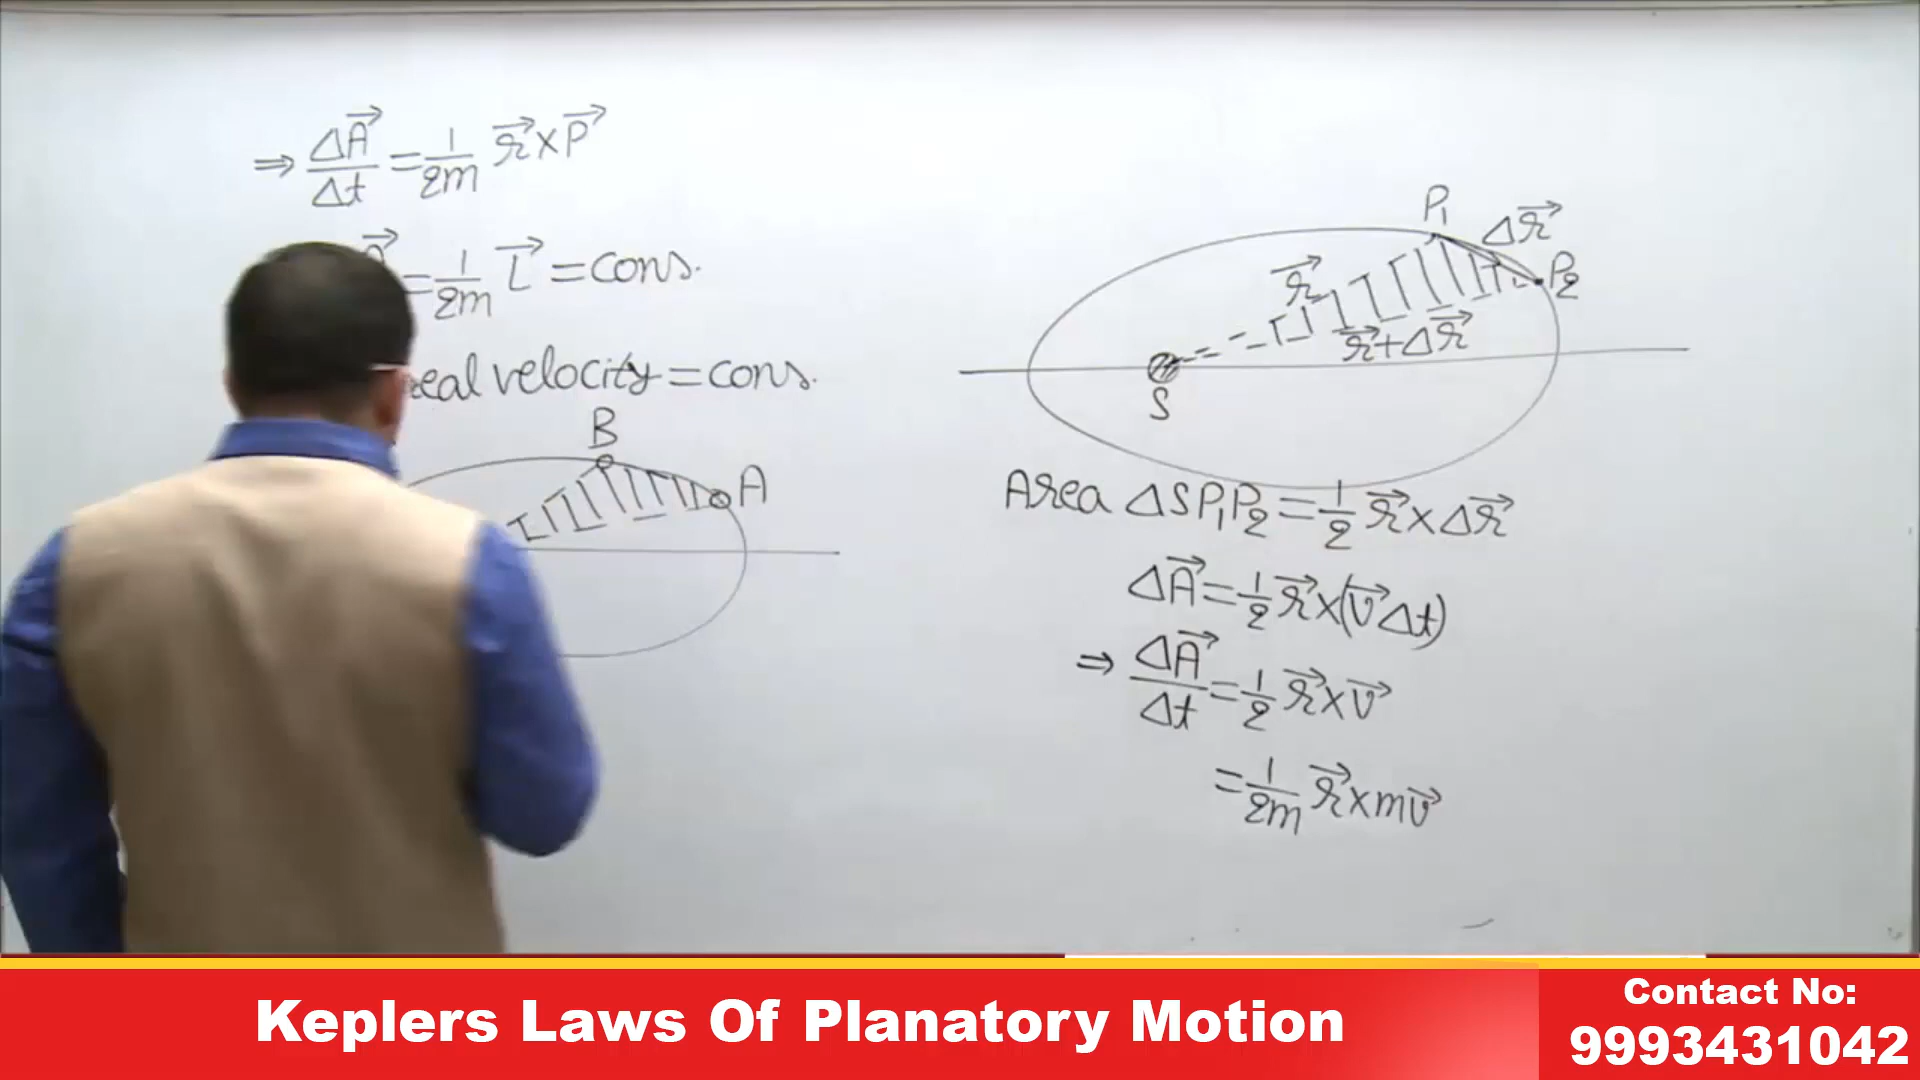 ⇒ ΔA⃗/Δt = 1/2m r⃗ × P⃗
= 1/2m L⃗ = cons.
real velocity = cons.
B
A
P₁
Δr⃗
P₂
r⃗
r⃗ + Δr⃗
S
Area ΔSP₁P₂ = 1/2 r⃗ × Δr⃗
ΔA⃗ = 1/2 r⃗ × (v⃗ Δt)
⇒ ΔA⃗/Δt = 1/2 r⃗ × v⃗
= 1/2m r⃗ × mv⃗
Keplers Laws Of Planatory Motion
Contact No:
9993431042